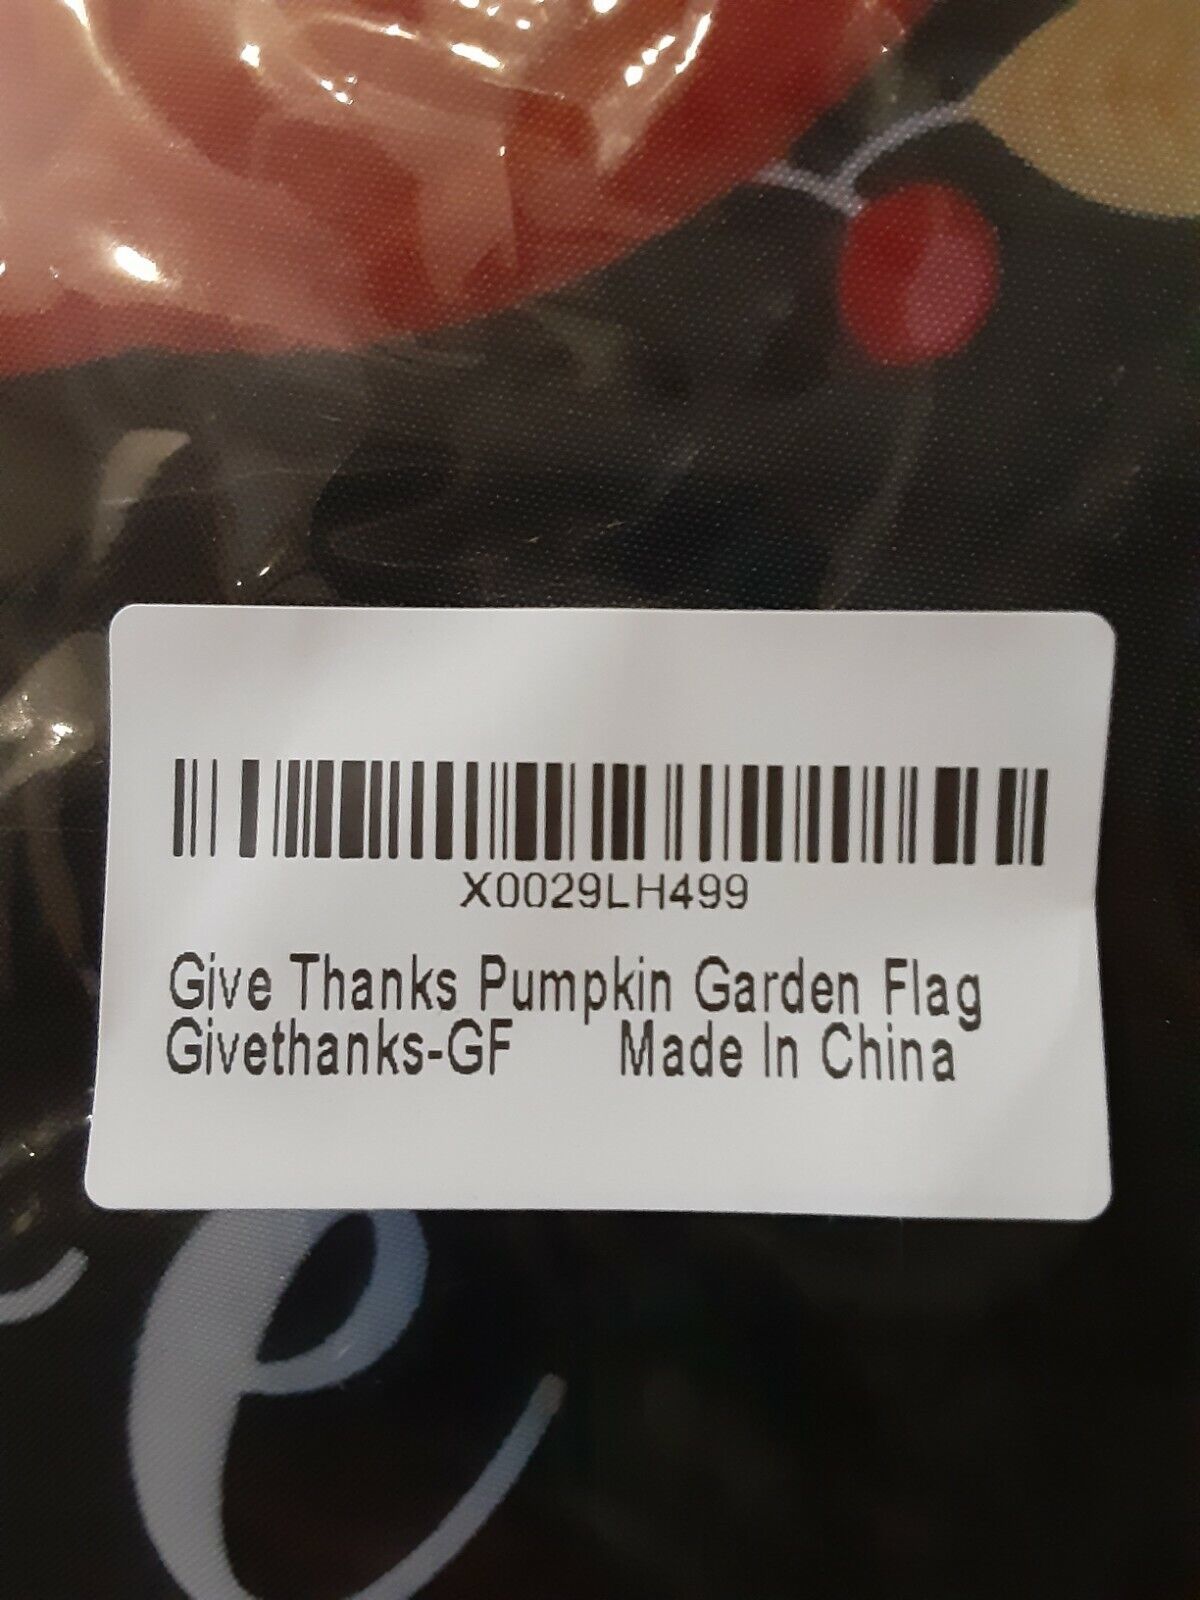 X0029LH499
Give Thanks Pumpkin Garden Flag
Givethanks-GF Made In China
e